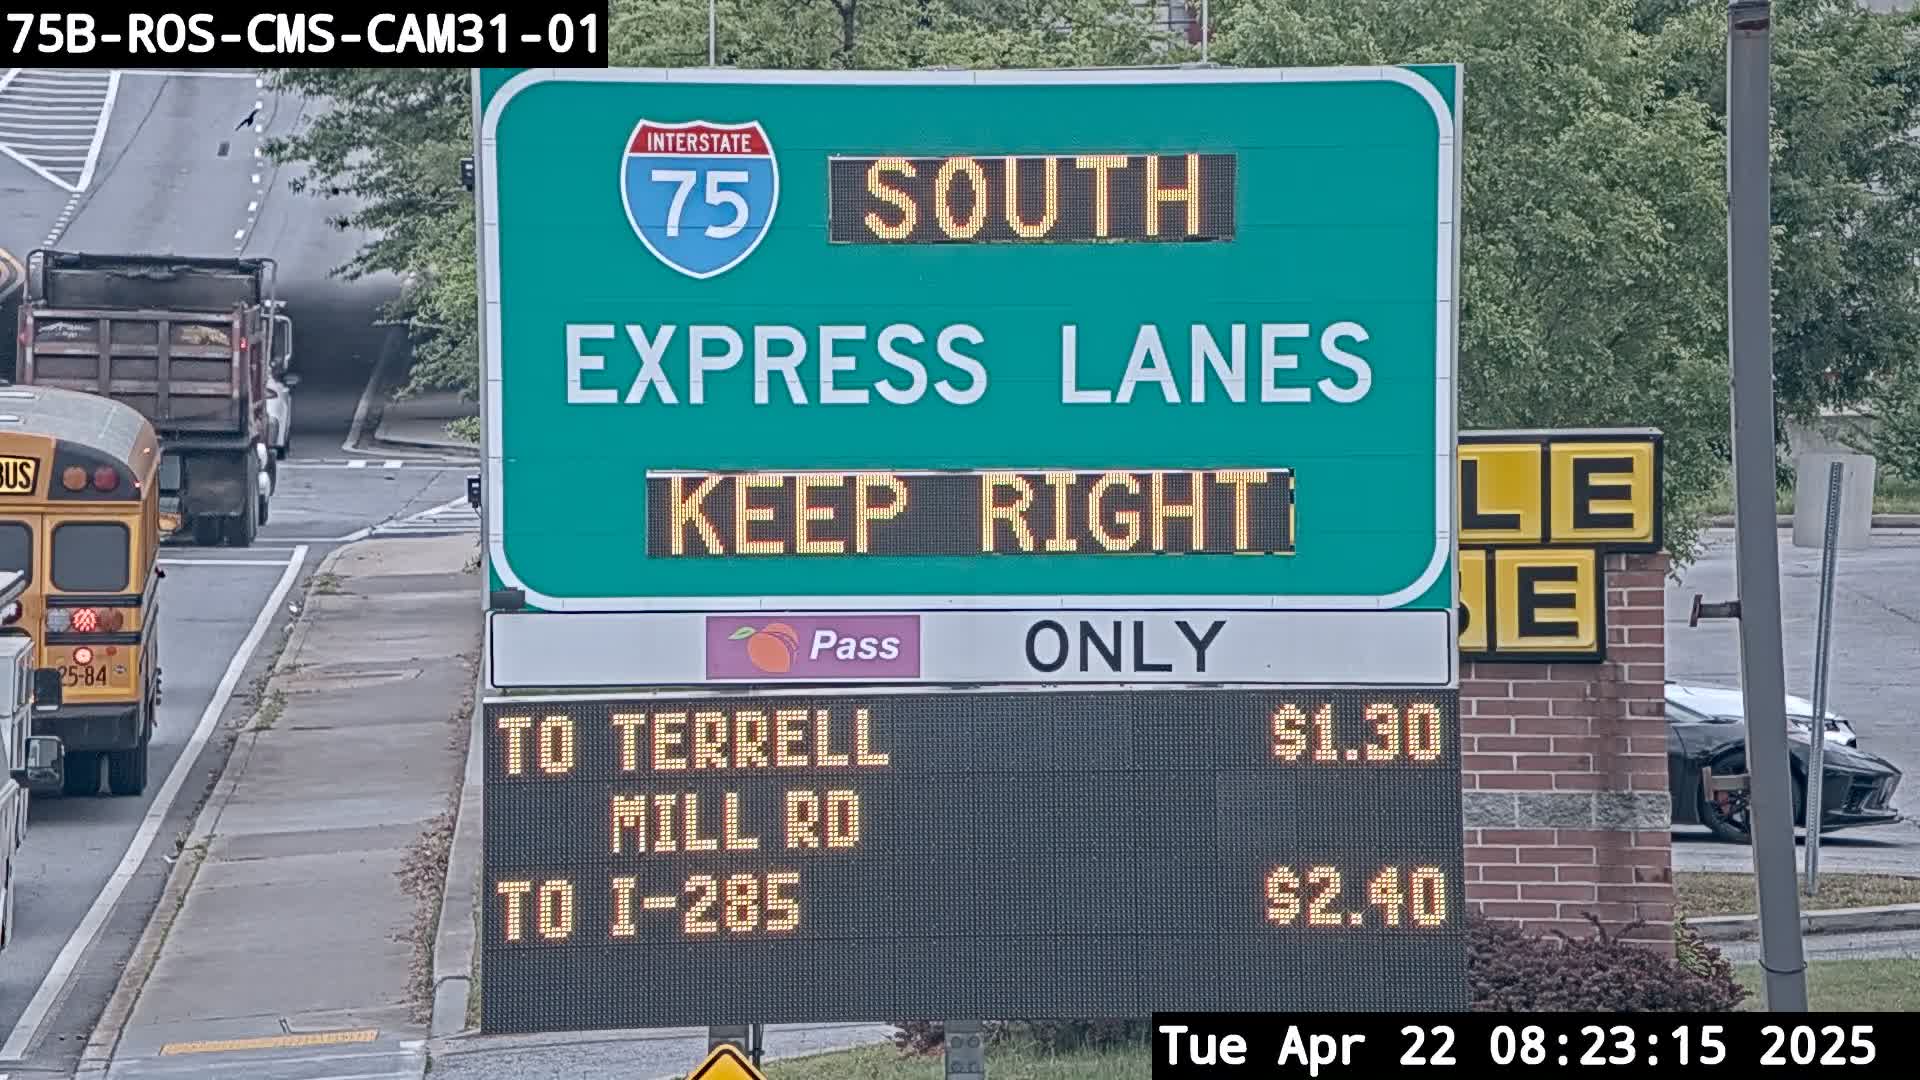 75B-ROS-CMS-CAM31-01
INTERSTATE
75
SOUTH
EXPRESS LANES
KEEP RIGHT
Pass ONLY
TO TERRELL $1.30
MILL RD
TO I-285 $2.40
BUS
25-84
LE
E
Tue Apr 22 08:23:15 2025